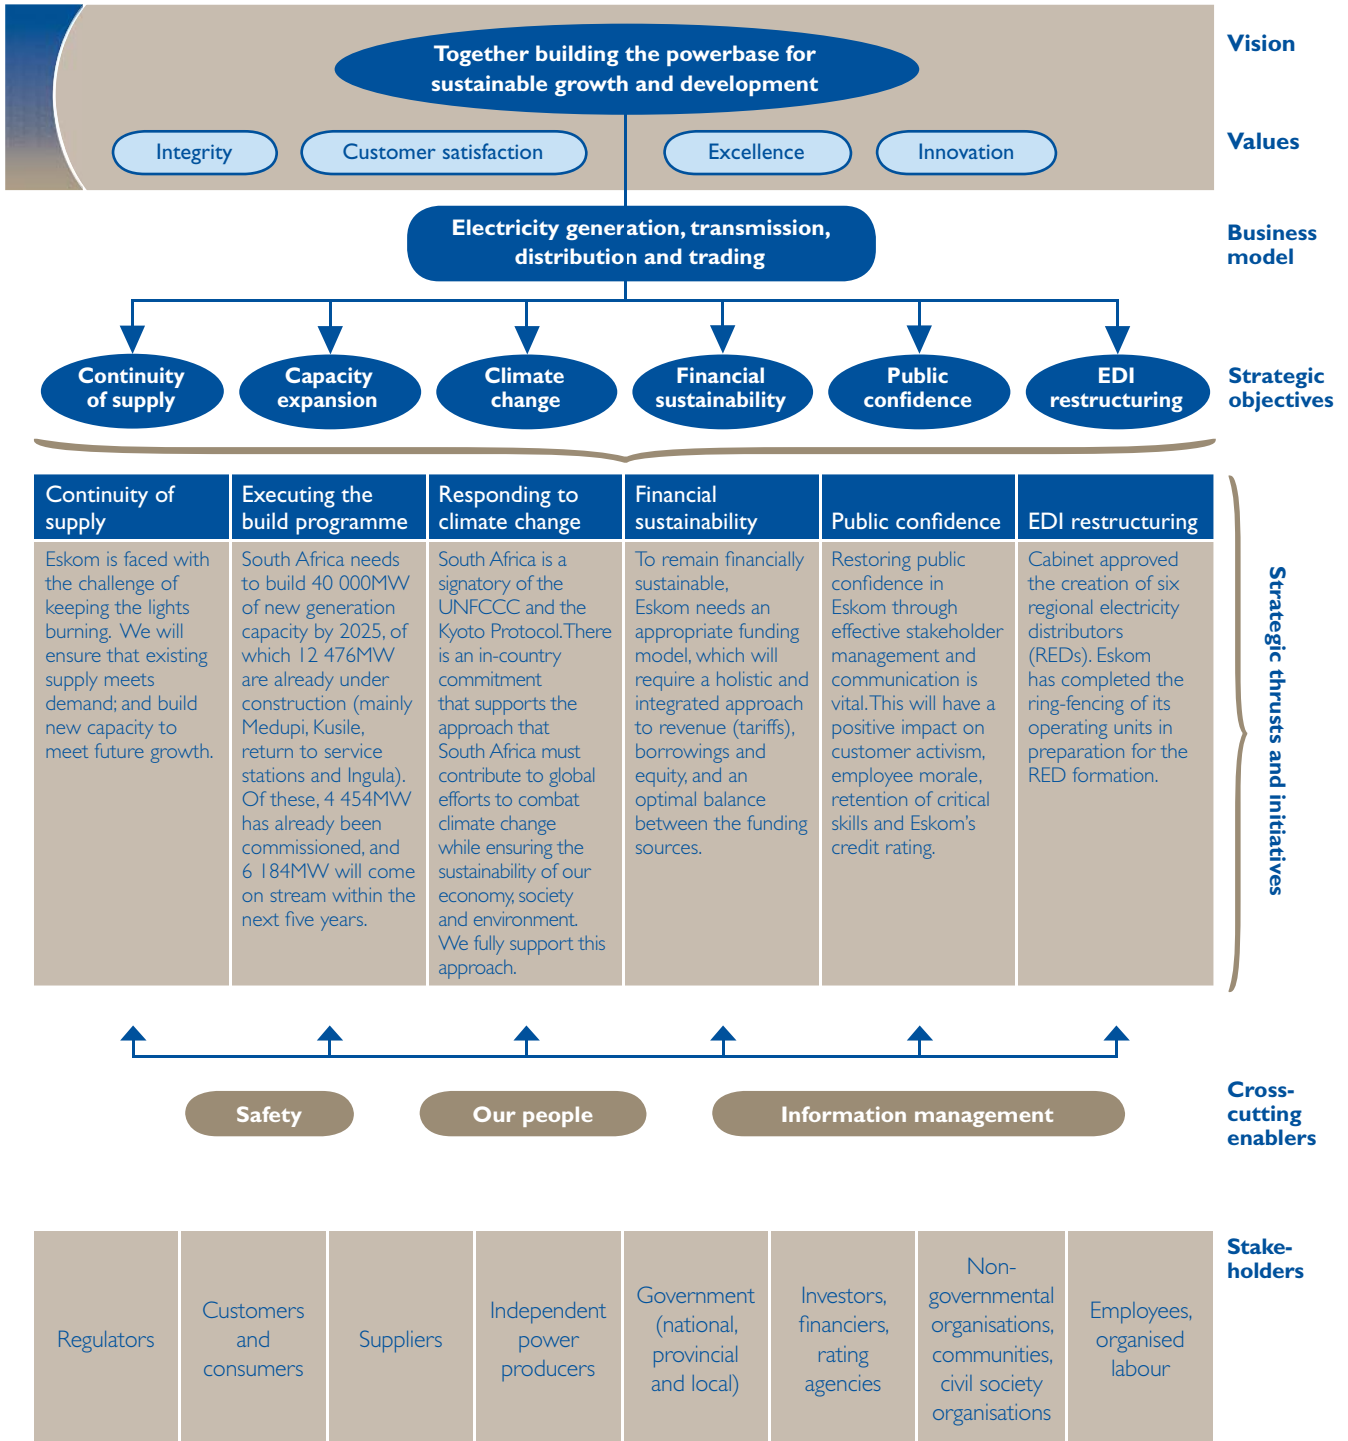 Together building the powerbase for
sustainable growth and development
Vision
Integrity
Customer satisfaction
Excellence
Innovation
Values
Electricity generation, transmission,
distribution and trading
Business
model
Continuity
of supply
Capacity
expansion
Climate
change
Financial
sustainability
Public
confidence
EDI
restructuring
Strategic
objectives
Continuity of
supply
Eskom is faced with
the challenge of
keeping the lights
burning. We will
ensure that existing
supply meets
demand; and build
new capacity to
meet future growth.
Executing the
build programme
South Africa needs
to build 40 000MW
of new generation
capacity by 2025, of
which 12 476MW
are already under
construction (mainly
Medupi, Kusile,
return to service
stations and Ingula).
Of these, 4 454MW
has already been
commissioned, and
6 184MW will come
on stream within the
next five years.
Responding to
climate change
South Africa is a
signatory of the
UNFCCC and the
Kyoto Protocol. There
is an in-country
commitment
that supports the
approach that
South Africa must
contribute to global
efforts to combat
climate change
while ensuring the
sustainability of our
economy, society
and environment.
We fully support this
approach.
Financial
sustainability
To remain financially
sustainable,
Eskom needs an
appropriate funding
model, which will
require a holistic and
integrated approach
to revenue (tariffs),
borrowings and
equity, and an
optimal balance
between the funding
sources.
Public confidence
Restoring public
confidence in
Eskom through
effective stakeholder
management and
communication is
vital. This will have a
positive impact on
customer activism,
employee morale,
retention of critical
skills and Eskom's
credit rating.
EDI restructuring
Cabinet approved
the creation of six
regional electricity
distributors
(REDs). Eskom
has completed the
ring-fencing of its
operating units in
preparation for the
RED formation.
Strategic thrusts and initiatives
Safety
Our people
Information management
Cross-
cutting
enablers
Regulators
Customers
and
consumers
Suppliers
Independent
power
producers
Government
(national,
provincial
and local)
Investors,
financiers,
rating
agencies
Non-
governmental
organisations,
communities,
civil society
organisations
Employees,
organised
labour
Stake-
holders